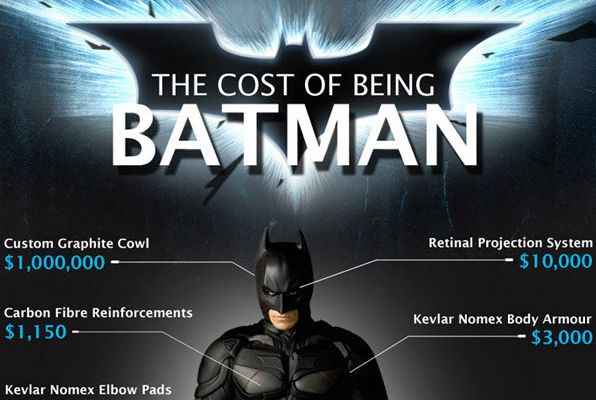 THE COST OF BEING
BATMAN
Custom Graphite Cowl
$1,000,000
Retinal Projection System
$10,000
Carbon Fibre Reinforcements
$1,150
Kevlar Nomex Body Armour
$3,000
Kevlar Nomex Elbow Pads